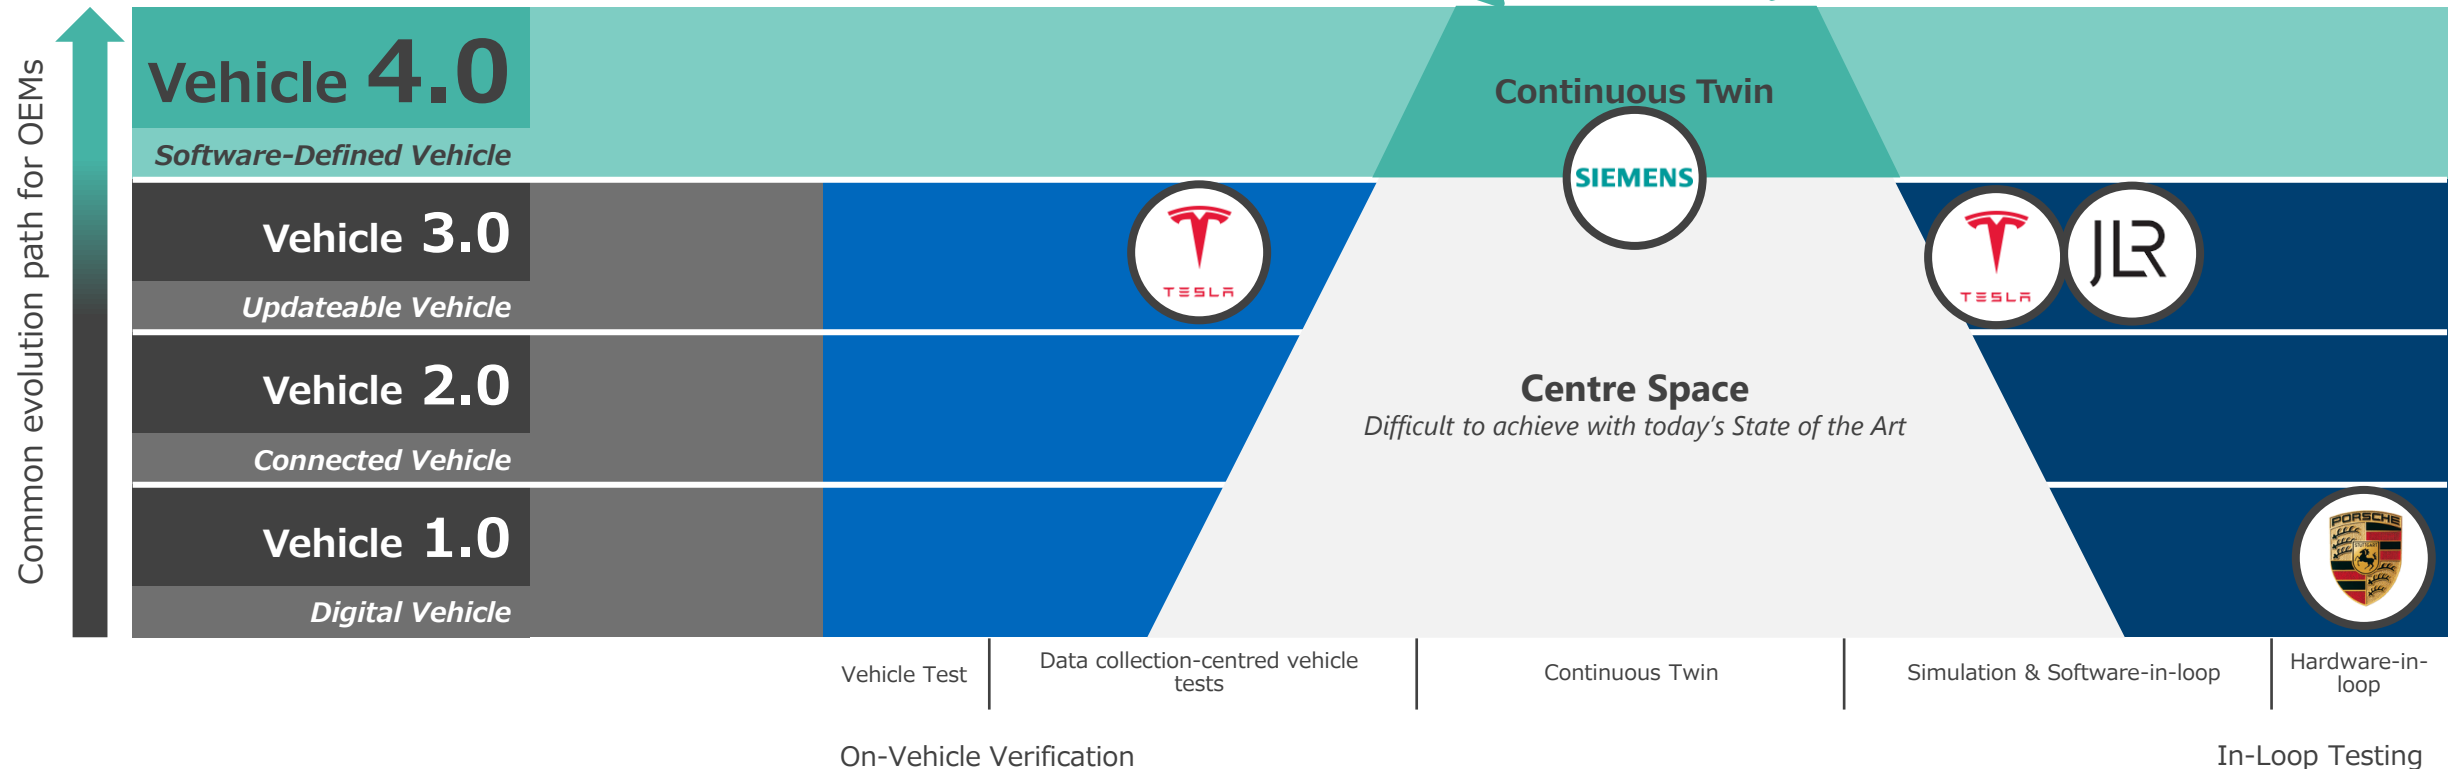 Common evolution path for OEMs
Vehicle 4.0
Software-Defined Vehicle
Continuous Twin
SIEMENS
Vehicle 3.0
Updateable Vehicle
TESLA
TESLA
JLR
Vehicle 2.0
Connected Vehicle
Centre Space
Difficult to achieve with today's State of the Art
Vehicle 1.0
Digital Vehicle
PORSCHE
Vehicle Test
Data collection-centred vehicle
tests
Continuous Twin
Simulation & Software-in-loop
Hardware-in-
loop
On-Vehicle Verification
In-Loop Testing